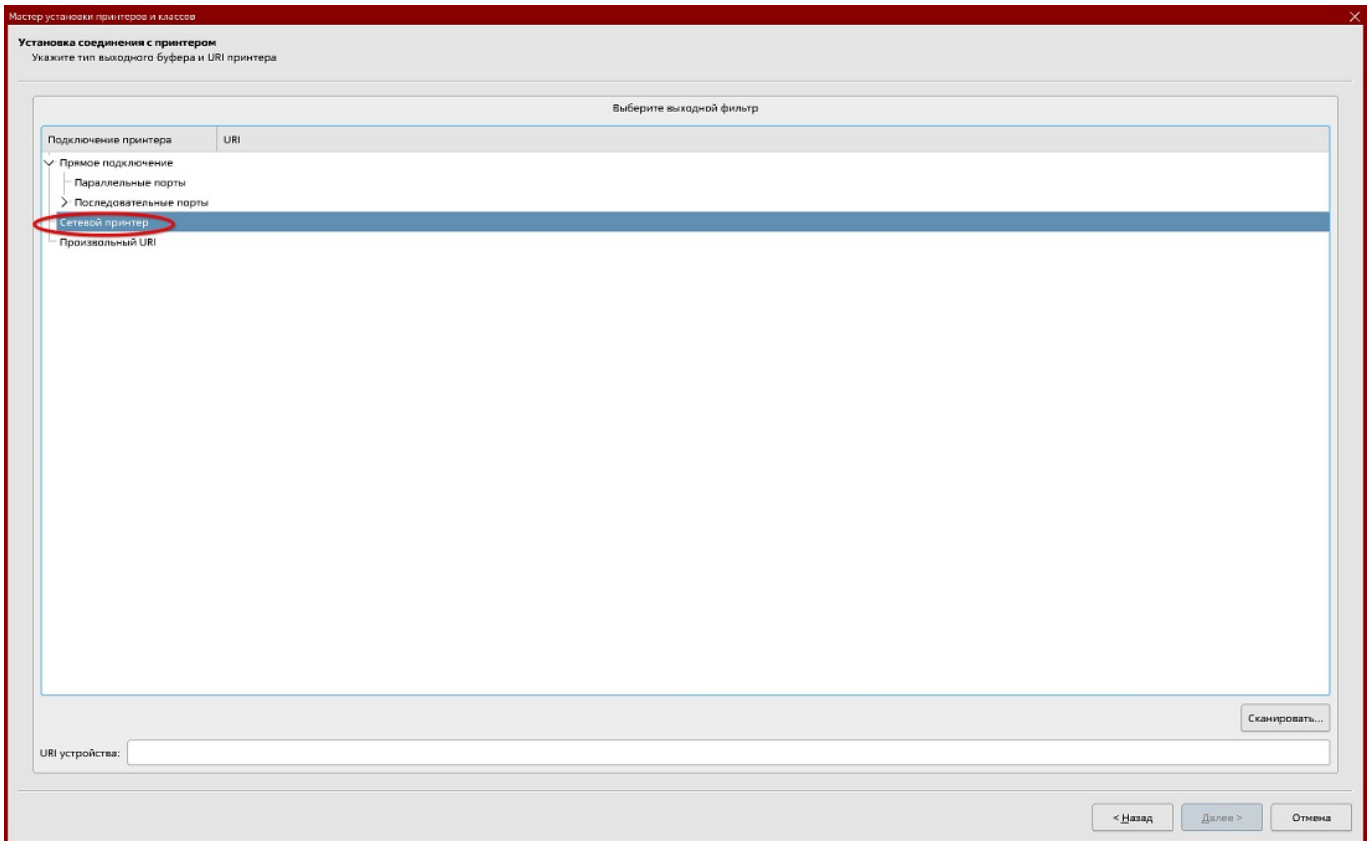 Мастер установки принтеров и классов
Установка соединения с принтером
Укажите тип выходного буфера и URI принтера
Выберите выходной фильтр
Подключение принтера URI
Прямое подключение
Параллельные порты
Последовательные порты
Сетевой принтер
Произвольный URI
Сканировать...
URI устройства:
< Назад Далее > Отмена